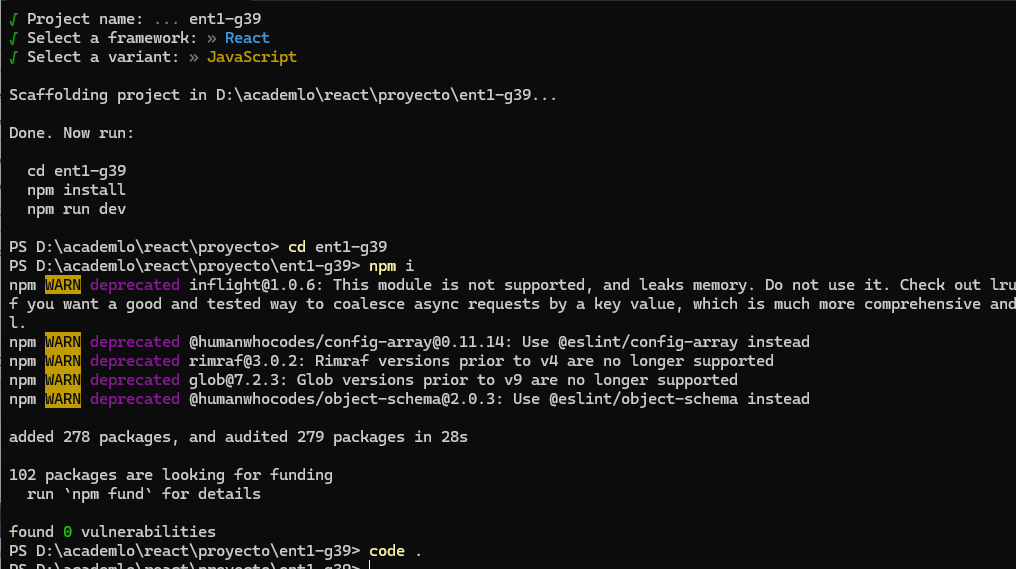 √ Project name: ... ent1-g39
√ Select a framework: » React
√ Select a variant: » JavaScript
Scaffolding project in D:\academlo\react\proyecto\ent1-g39...
Done. Now run:
cd ent1-g39
npm install
npm run dev
PS D:\academlo\react\proyecto> cd ent1-g39
PS D:\academlo\react\proyecto\ent1-g39> npm i
npm WARN deprecated inflight@1.0.6: This module is not supported, and leaks memory. Do not use it. Check out lru
f you want a good and tested way to coalesce async requests by a key value, which is much more comprehensive and
l.
npm WARN deprecated @humanwhocodes/config-array@0.11.14: Use @eslint/config-array instead
npm WARN deprecated rimraf@3.0.2: Rimraf versions prior to v4 are no longer supported
npm WARN deprecated glob@7.2.3: Glob versions prior to v9 are no longer supported
npm WARN deprecated @humanwhocodes/object-schema@2.0.3: Use @eslint/object-schema instead
added 278 packages, and audited 279 packages in 28s
102 packages are looking for funding
run `npm fund` for details
found 0 vulnerabilities
PS D:\academlo\react\proyecto\ent1-g39> code .
PS D:\academlo\react\proyecto\ent1-g39>